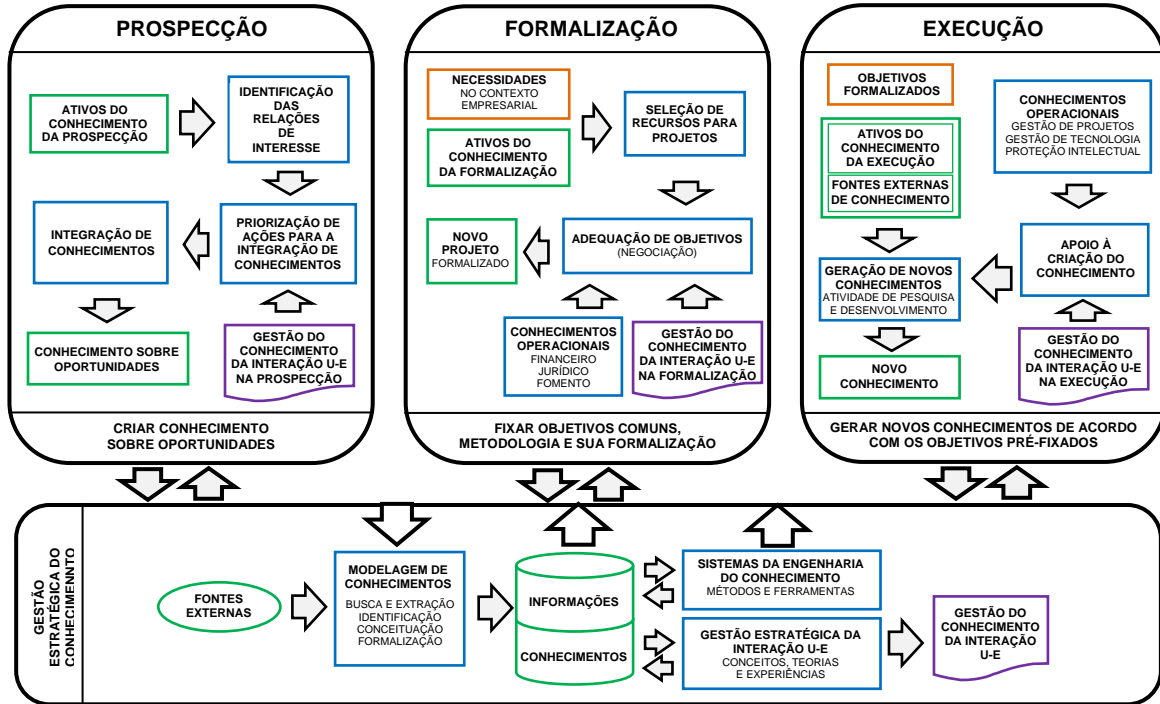 PROSPECÇÃO
ATIVOS DO
CONHECIMENTO
DA PROSPECÇÃO
IDENTIFICAÇÃO
DAS
RELAÇÕES
DE
INTERESSE
INTEGRAÇÃO DE
CONHECIMENTOS
PRIORIZAÇÃO DE
AÇÕES PARA A
INTEGRAÇÃO DE
CONHECIMENTOS
CONHECIMENTO SOBRE
OPORTUNIDADES
GESTÃO DO
CONHECIMENTO
DA INTERAÇÃO U-E
NA PROSPECÇÃO
CRIAR CONHECIMENTO
SOBRE OPORTUNIDADES
FORMALIZAÇÃO
NECESSIDADES
NO CONTEXTO
EMPRESARIAL
ATIVOS DO
CONHECIMENTO
DA FORMALIZAÇÃO
SELEÇÃO DE
RECURSOS PARA
PROJETOS
NOVO
PROJETO
FORMALIZADO
ADEQUAÇÃO DE OBJETIVOS
(NEGOCIAÇÃO)
CONHECIMENTOS
OPERACIONAIS
FINANCEIRO
JURÍDICO
FOMENTO
GESTÃO DO
CONHECIMENTO
DA INTERAÇÃO U-E
NA FORMALIZAÇÃO
FIXAR OBJETIVOS COMUNS,
METODOLOGIA E SUA FORMALIZAÇÃO
EXECUÇÃO
OBJETIVOS
FORMALIZADOS
ATIVOS DO
CONHECIMENTO
DA EXECUÇÃO
FONTES EXTERNAS
DE CONHECIMENTO
CONHECIMENTOS
OPERACIONAIS
GESTÃO DE PROJETOS
GESTÃO DE TECNOLOGIA
PROTEÇÃO INTELECTUAL
GERAÇÃO DE NOVOS
CONHECIMENTOS
ATIVIDADE DE PESQUISA
E DESENVOLVIMENTO
APOIO À
CRIAÇÃO DO
CONHECIMENTO
NOVO
CONHECIMENTO
GESTÃO DO
CONHECIMENTO
DA INTERAÇÃO U-E
NA EXECUÇÃO
GERAR NOVOS CONHECIMENTOS DE ACORDO
COM OS OBJETIVOS PRÉ-FIXADOS
GESTÃO
ESTRATÉGICA DO
CONHECIMENNTO
FONTES
EXTERNAS
MODELAGEM DE
CONHECIMENTOS
BUSCA E EXTRAÇÃO
IDENTIFICAÇÃO
CONCEITUAÇÃO
FORMALIZAÇÃO
INFORMAÇÕES
CONHECIMENTOS
SISTEMAS DA ENGENHARIA
DO CONHECIMENTO
MÉTODOS E FERRAMENTAS
GESTÃO ESTRATÉGICA DA
INTERAÇÃO U-E
CONCEITOS, TEORIAS
E EXPERIÊNCIAS
GESTÃO DO
CONHECIMENTO
DA INTERAÇÃO
U-E